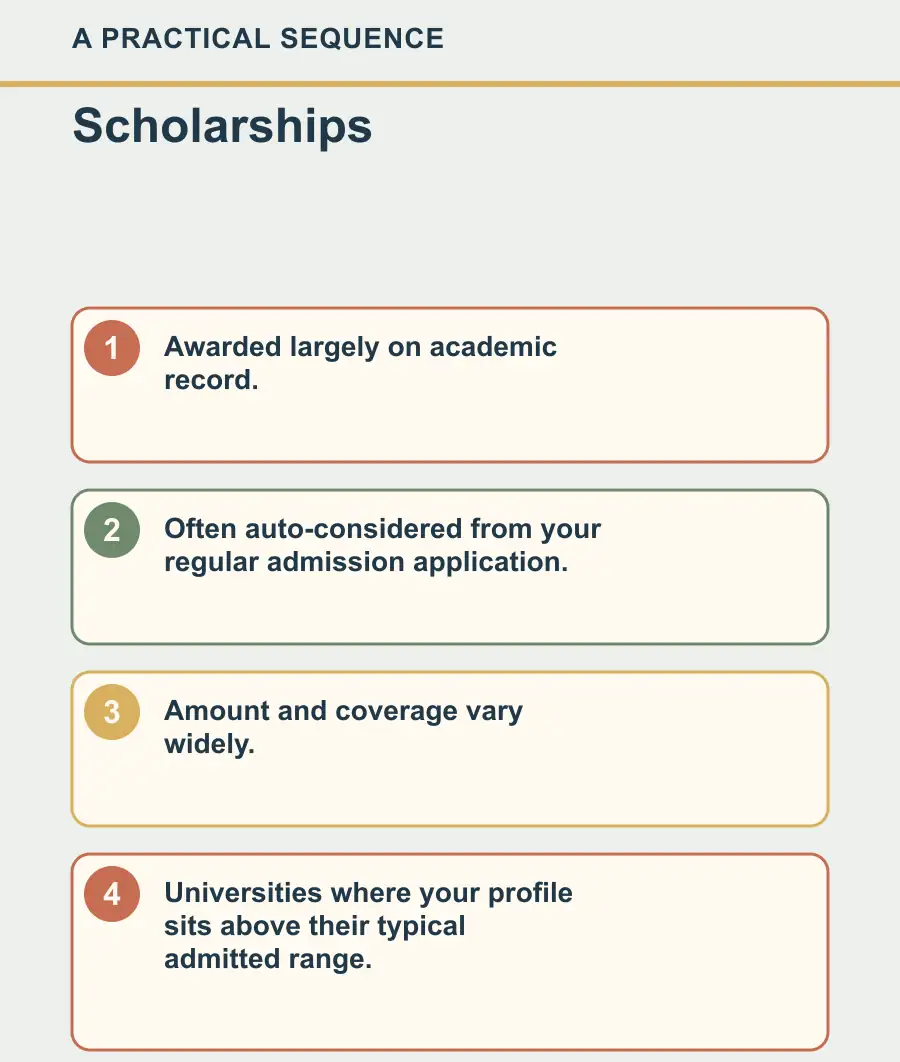 A PRACTICAL SEQUENCE
Scholarships
1
Awarded largely on academic
record.
2
Often auto-considered from your
regular admission application.
3
Amount and coverage vary
widely.
4
Universities where your profile
sits above their typical
admitted range.